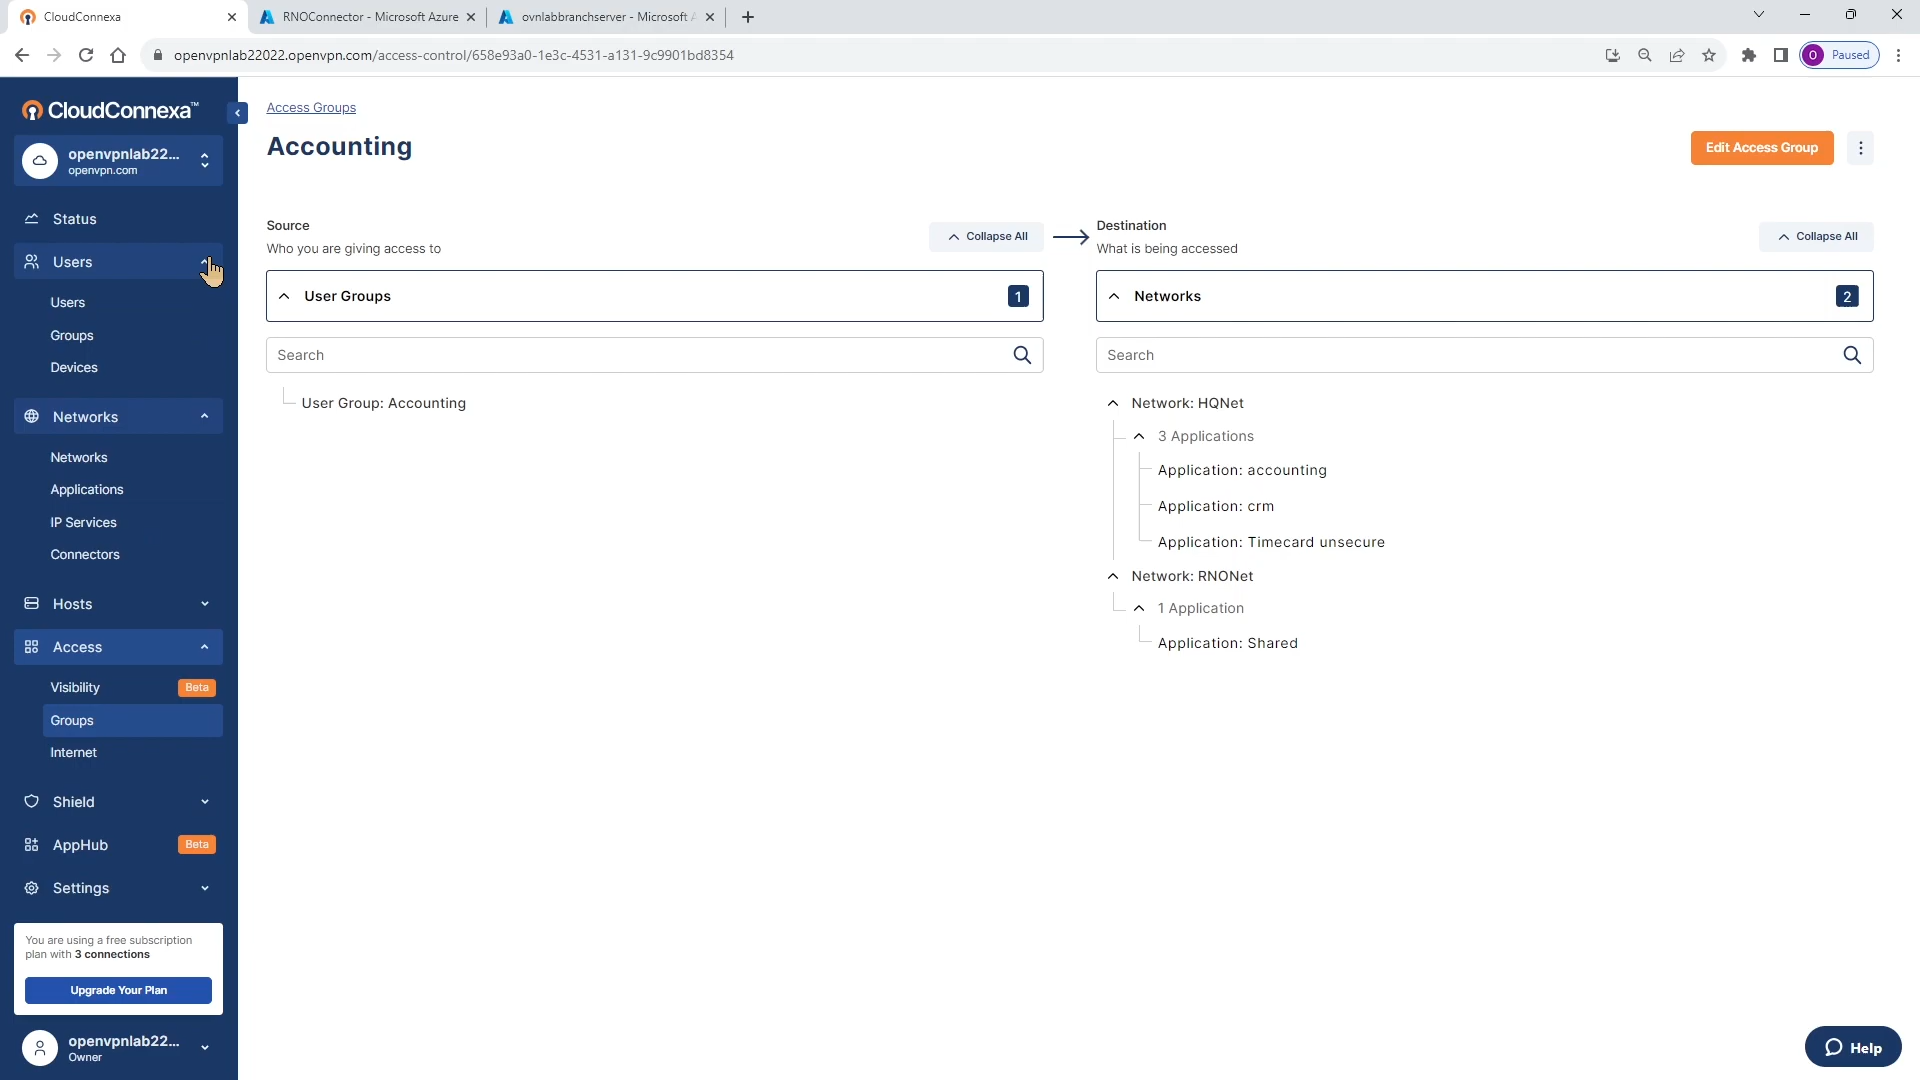 CloudConnexa
RNOConnector - Microsoft Azure
ovnlabbranchserver - Microsoft A
openvpnlab22022.openvpn.com/access-control/658e93a0-1e3c-4531-a131-9c9901bd8354
O
Paused
CloudConnexa™
openvpnlab22...
openvpn.com
Status
Users
Users
Groups
Devices
Networks
Networks
Applications
IP Services
Connectors
Hosts
Access
Visibility
Beta
Groups
Internet
Shield
AppHub
Beta
Settings
You are using a free subscription
plan with 3 connections
Upgrade Your Plan
openvpnlab22...
Owner
Access Groups
Accounting
Edit Access Group
Source
Who you are giving access to
Collapse All
User Groups
1
Search
User Group: Accounting
Destination
What is being accessed
Collapse All
Networks
2
Search
Network: HQNet
3 Applications
Application: accounting
Application: crm
Application: Timecard unsecure
Network: RNONet
1 Application
Application: Shared
Help